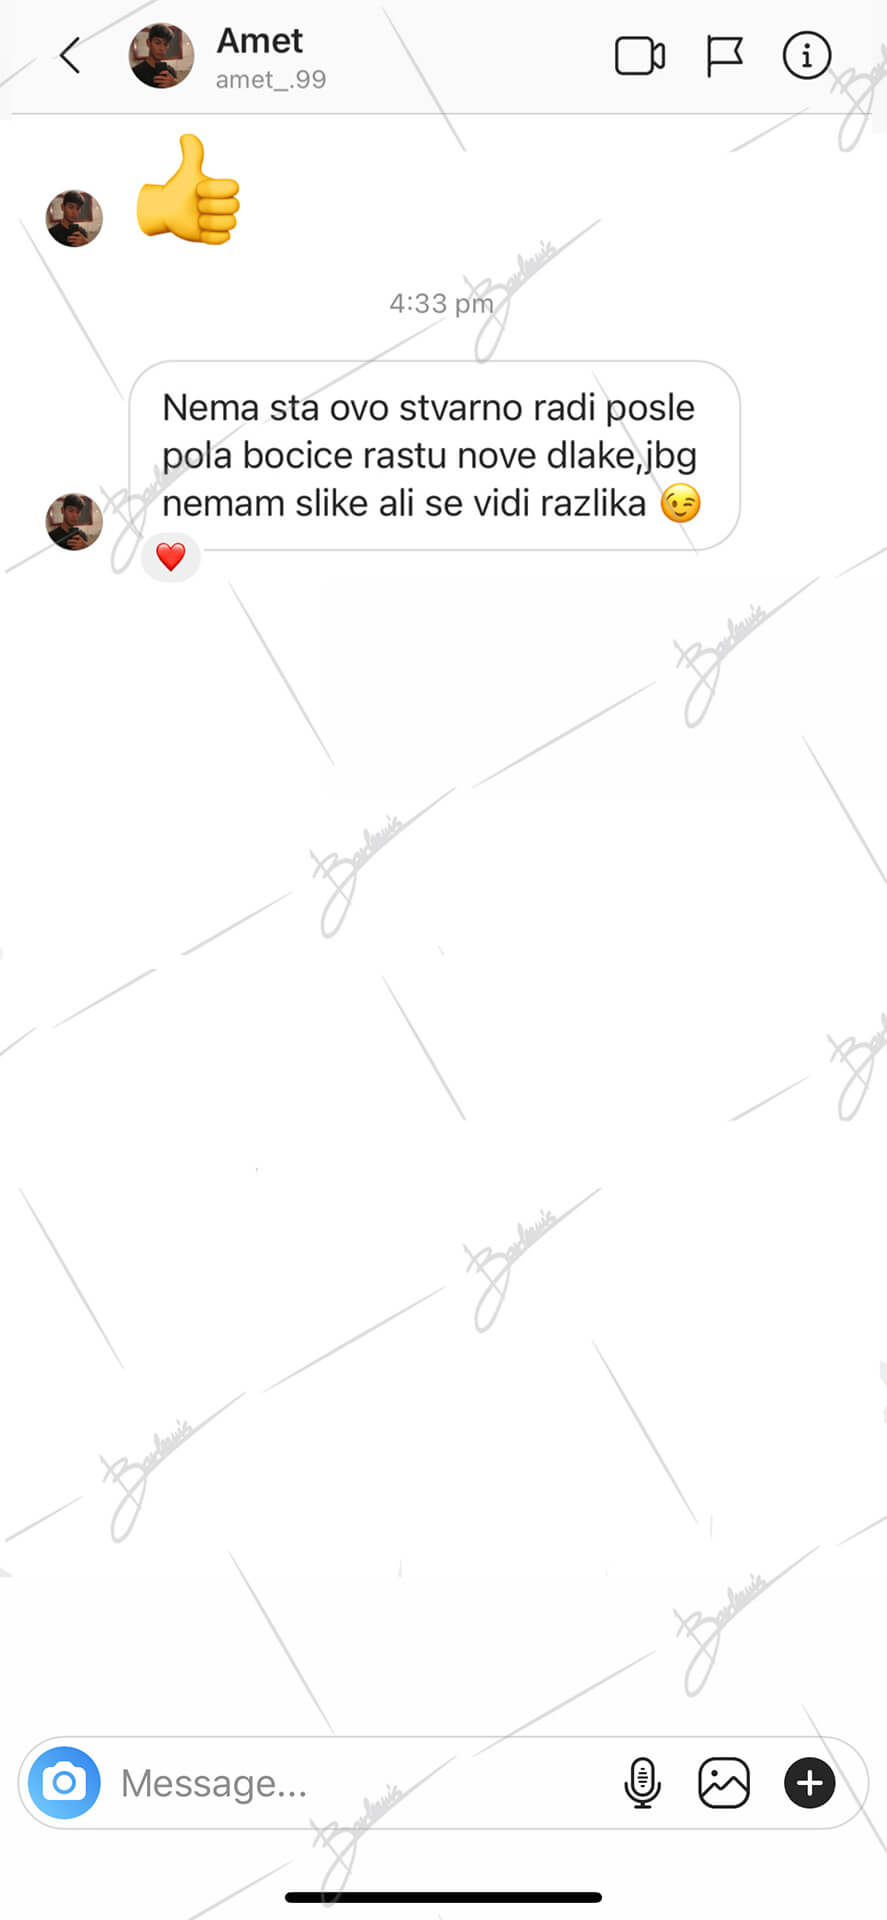 Amet
amet_.99
4:33 pm
Nema sta ovo stvarno radi posle
pola bocice rastu nove dlake,jbg
nemam slike ali se vidi razlika 😉
Message...